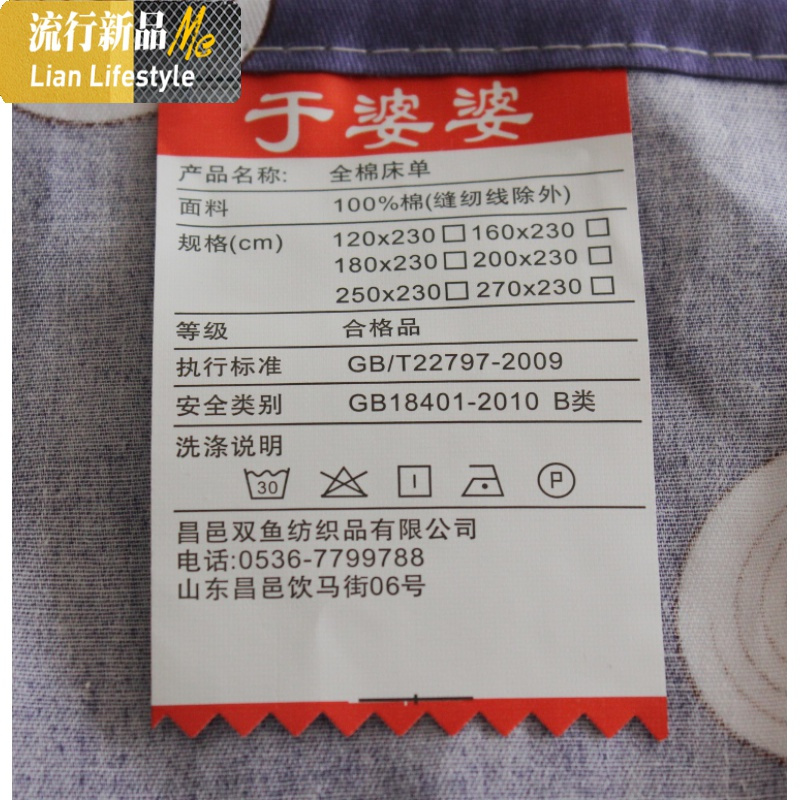 流行新品Me
Lian Lifestyle
于婆婆
产品名称: 全棉床单
面料 100%棉(缝纫线除外)
规格(cm) 120x230□160x230□
180x230□200x230□
250x230□270x230□
等级 合格品
执行标准 GB/T22797-2009
安全类别 GB18401-2010 B类
洗涤说明
30 P
昌邑双鱼纺织品有限公司
电话:0536-7799788
山东昌邑饮马街06号